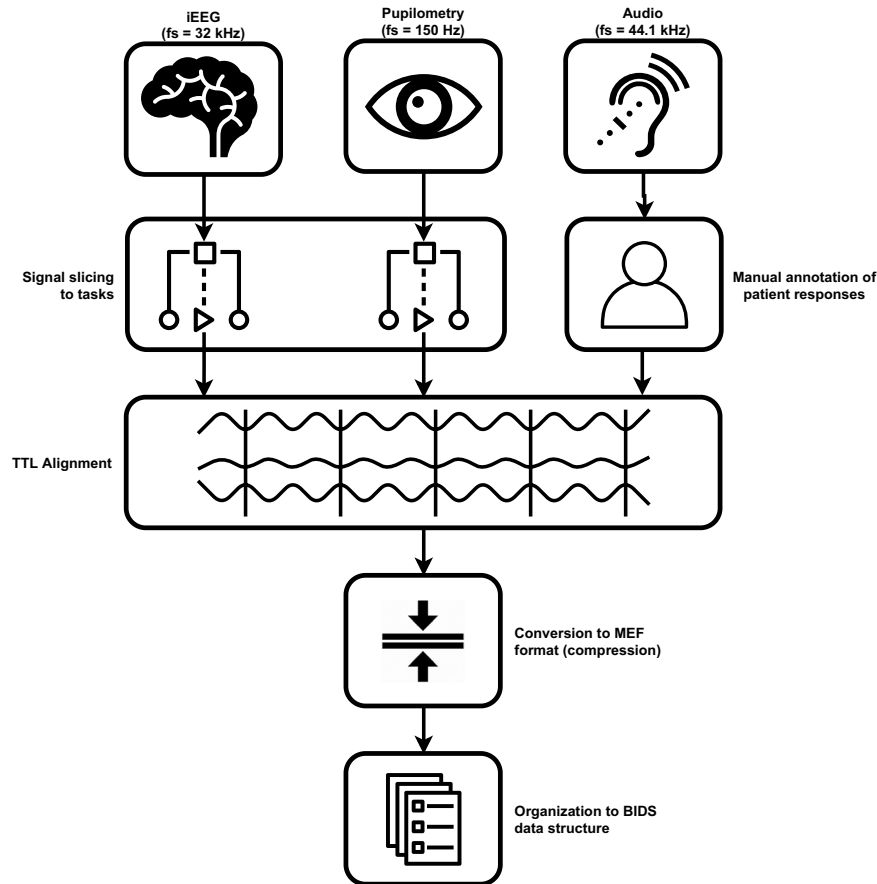 iEEG
(fs = 32 kHz)
Pupilometry
(fs = 150 Hz)
Audio
(fs = 44.1 kHz)
Signal slicing
to tasks
Manual annotation of
patient responses
TTL Alignment
Conversion to MEF
format (compression)
Organization to BIDS
data structure